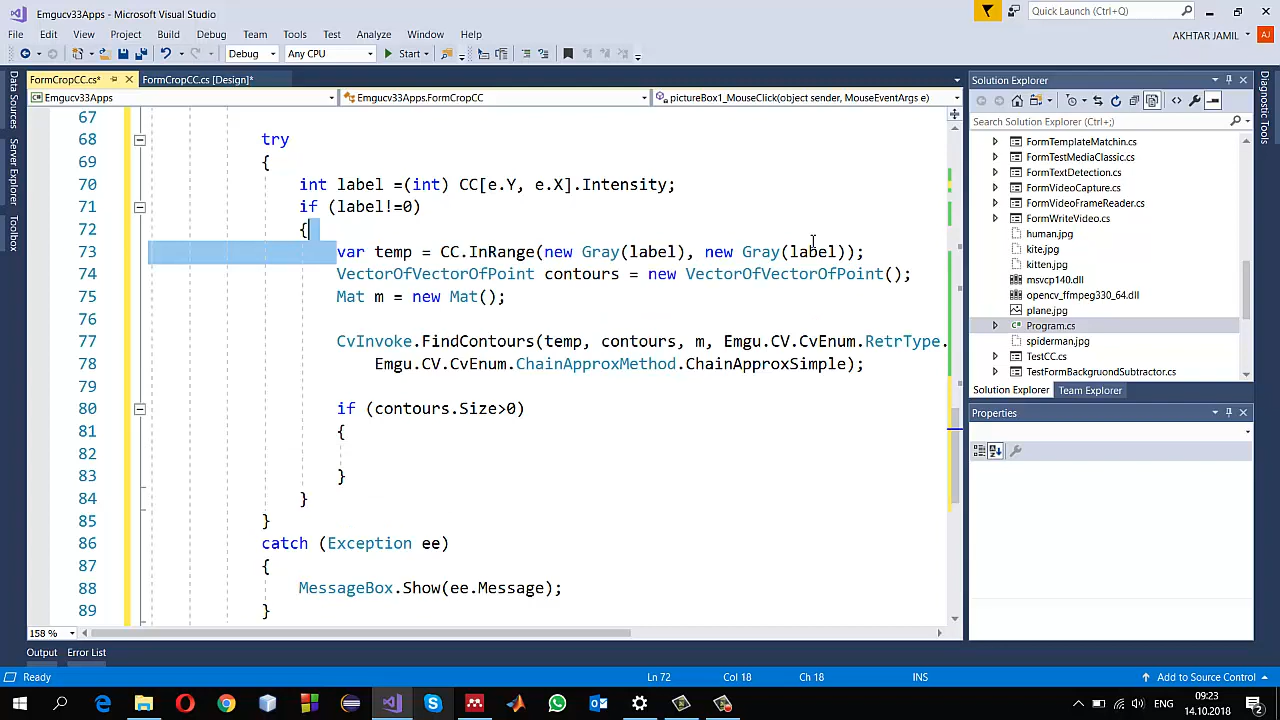 Emgucv33Apps - Microsoft Visual Studio
Quick Launch (Ctrl+Q)
File Edit View Project Build Debug Team Tools Test Analyze Window Help
AKHTAR JAMIL AJ
Debug Any CPU Start
FormCropCC.cs* FormCropCC.cs [Design]*
Emgucv33Apps Emgucv33Apps.FormCropCC pictureBox1_MouseClick(object sender, MouseEventArgs e)
Data Sources
Server Explorer
Toolbox
67
68 try
69 {
70 int label =(int) CC[e.Y, e.X].Intensity;
71 if (label!=0)
72 {
73 var temp = CC.InRange(new Gray(label), new Gray(label));
74 VectorOfVectorOfPoint contours = new VectorOfVectorOfPoint();
75 Mat m = new Mat();
76
77 CvInvoke.FindContours(temp, contours, m, Emgu.CV.CvEnum.RetrType.
78 Emgu.CV.CvEnum.ChainApproxMethod.ChainApproxSimple);
79
80 if (contours.Size>0)
81 {
82
83 }
84 }
85 }
86 catch (Exception ee)
87 {
88 MessageBox.Show(ee.Message);
89 }
158 %
Solution Explorer
Search Solution Explorer (Ctrl+;)
FormTemplateMatchin.cs
FormTestMediaClassic.cs
FormTextDetection.cs
FormVideoCapture.cs
FormVideoFrameReader.cs
FormWriteVideo.cs
human.jpg
kite.jpg
kitten.jpg
msvcp140.dll
opencv_ffmpeg330_64.dll
plane.jpg
Program.cs
spiderman.jpg
TestCC.cs
TestFormBackgroundSubtractor.cs
Solution Explorer Team Explorer
Properties
Diagnostic Tools
Output Error List
Ready Ln 72 Col 18 Ch 18 INS Add to Source Control
ENG 09:23
14.10.2018
2